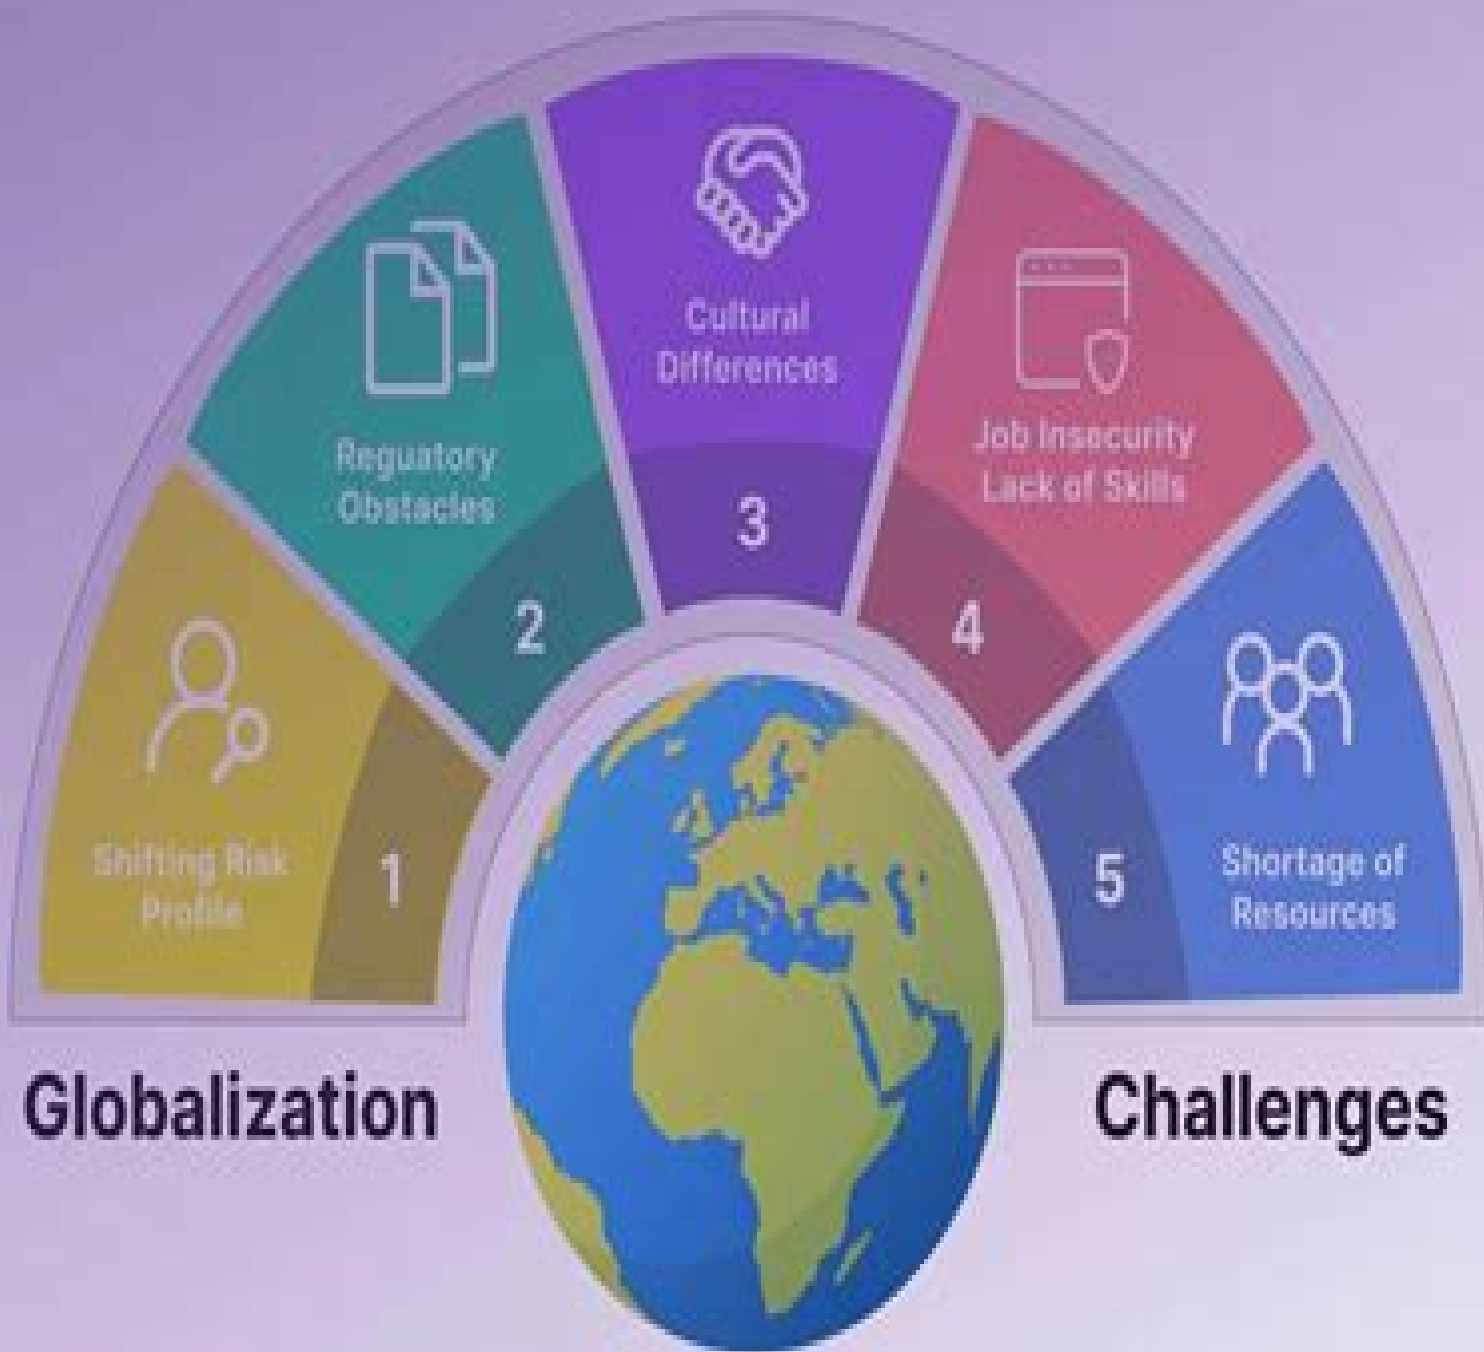 1
Shifting Risk
Profile
2
Reguatory
Obstacles
3
Cultural
Differences
4
Job Insecurity
Lack of Skills
5
Shortage of
Resources
Globalization
Challenges